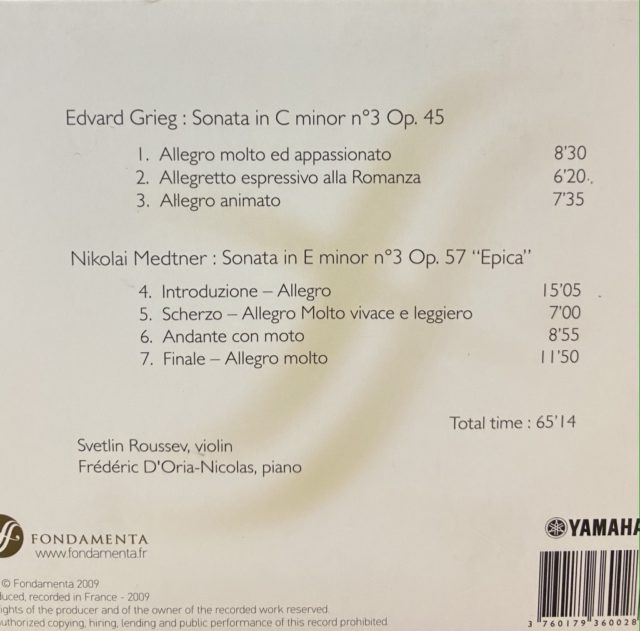 Edvard Grieg : Sonata in C minor n°3 Op. 45
1. Allegro molto ed appassionato 8'30
2. Allegretto espressivo alla Romanza 6'20
3. Allegro animato 7'35
Nikolai Medtner : Sonata in E minor n°3 Op. 57 "Epica"
4. Introduzione – Allegro 15'05
5. Scherzo – Allegro Molto vivace e leggiero 7'00
6. Andante con moto 8'55
7. Finale – Allegro molto 11'50
Total time : 65'14
Svetlin Roussev, violin
Frédéric D'Oria-Nicolas, piano
FONDAMENTA
www.fondamenta.fr
YAMAHA
© Fondamenta 2009
duced, recorded in France - 2009
ights of the producer and of the owner of the recorded work reserved.
uthorized copying, hiring, lending and public performance of this record prohibited
3 760179 360028